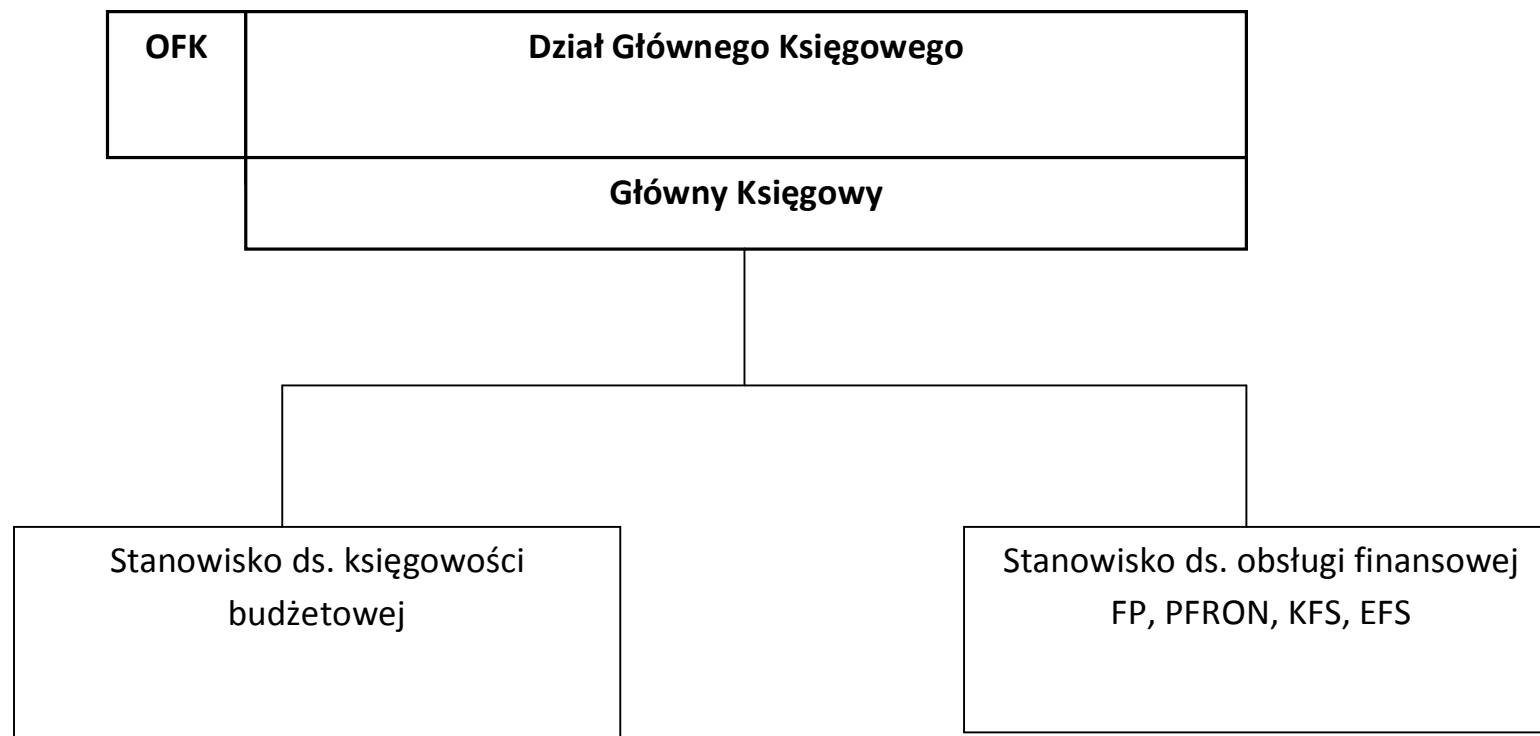 OFK
Dział Głównego Księgowego
Główny Księgowy
Stanowisko ds. księgowości
budżetowej
Stanowisko ds. obsługi finansowej
FP, PFRON, KFS, EFS